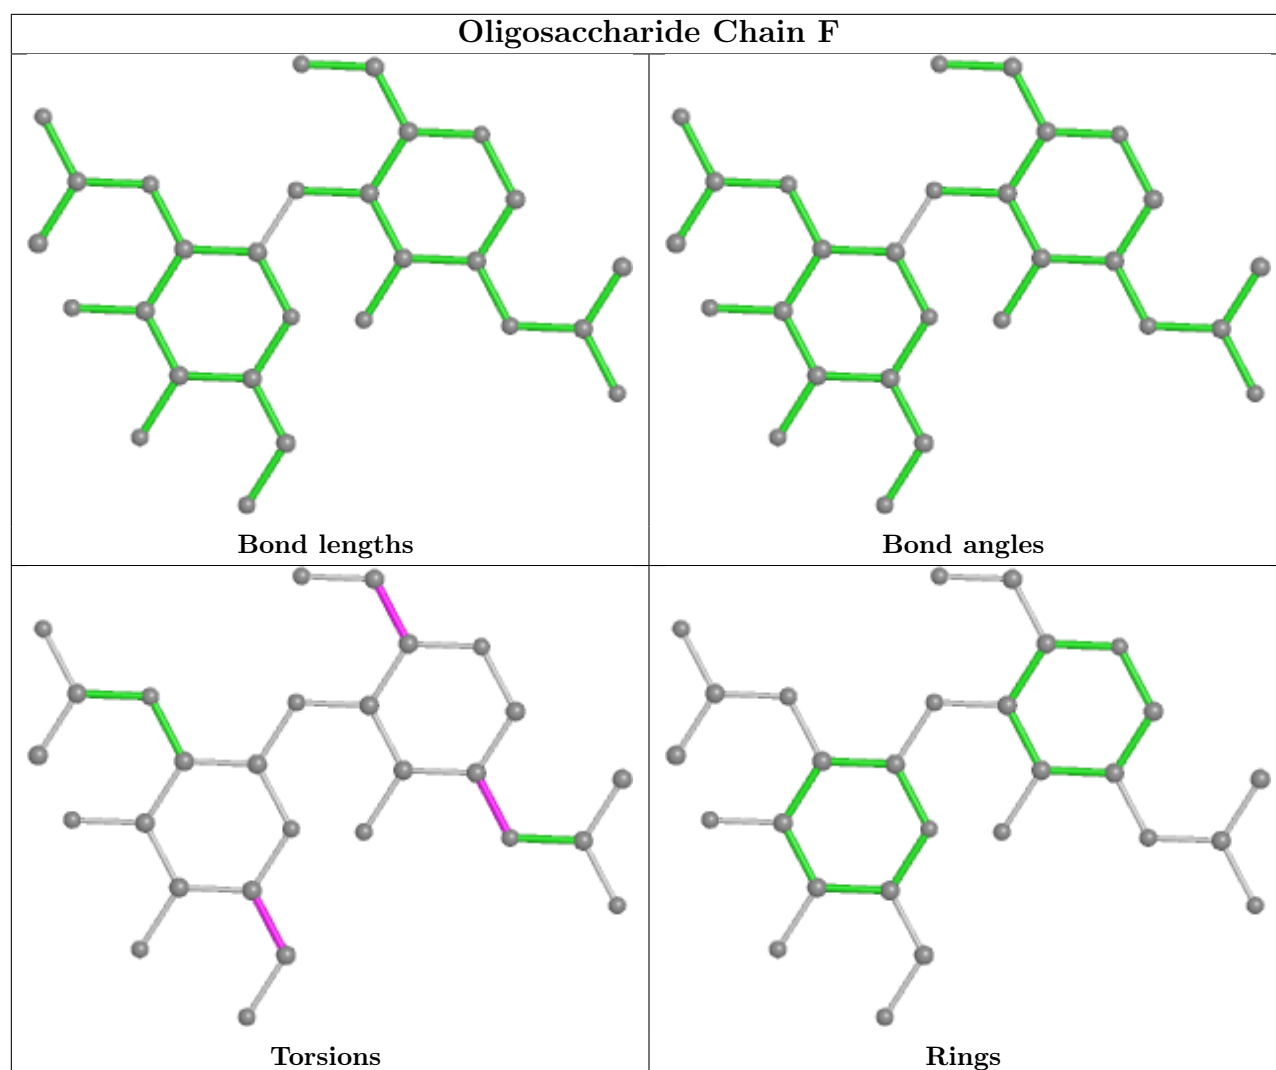 Oligosaccharide Chain F
Bond lengths
Bond angles
Torsions
Rings